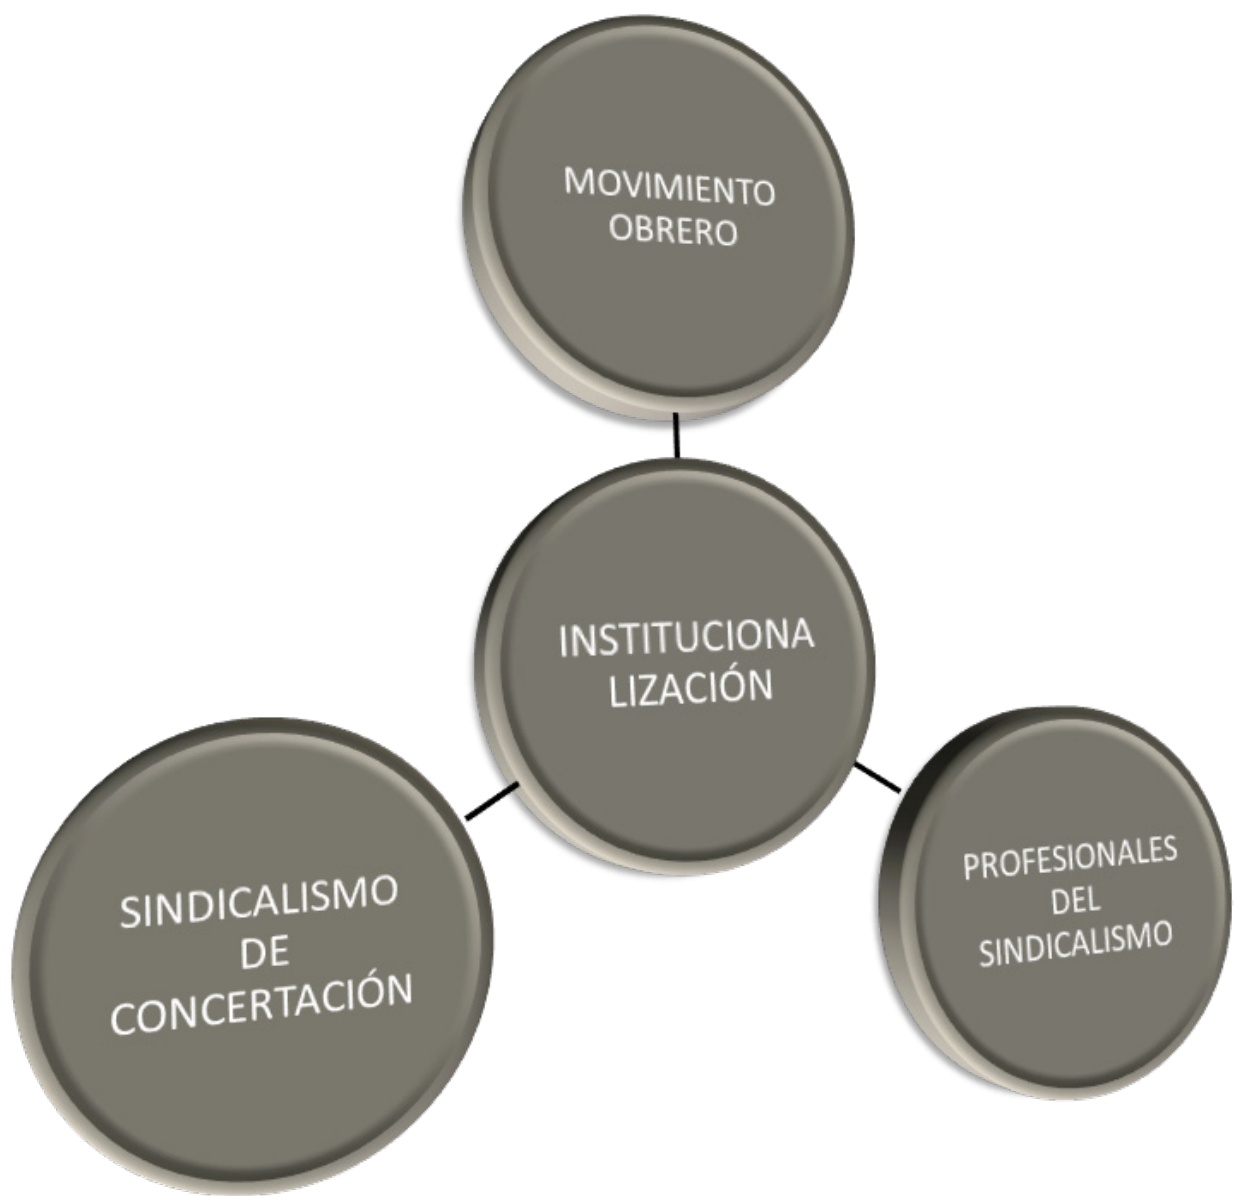 MOVIMIENTO
OBRERO
INSTITUCIONA
LIZACIÓN
SINDICALISMO
DE
CONCERTACIÓN
PROFESIONALES
DEL
SINDICALISMO